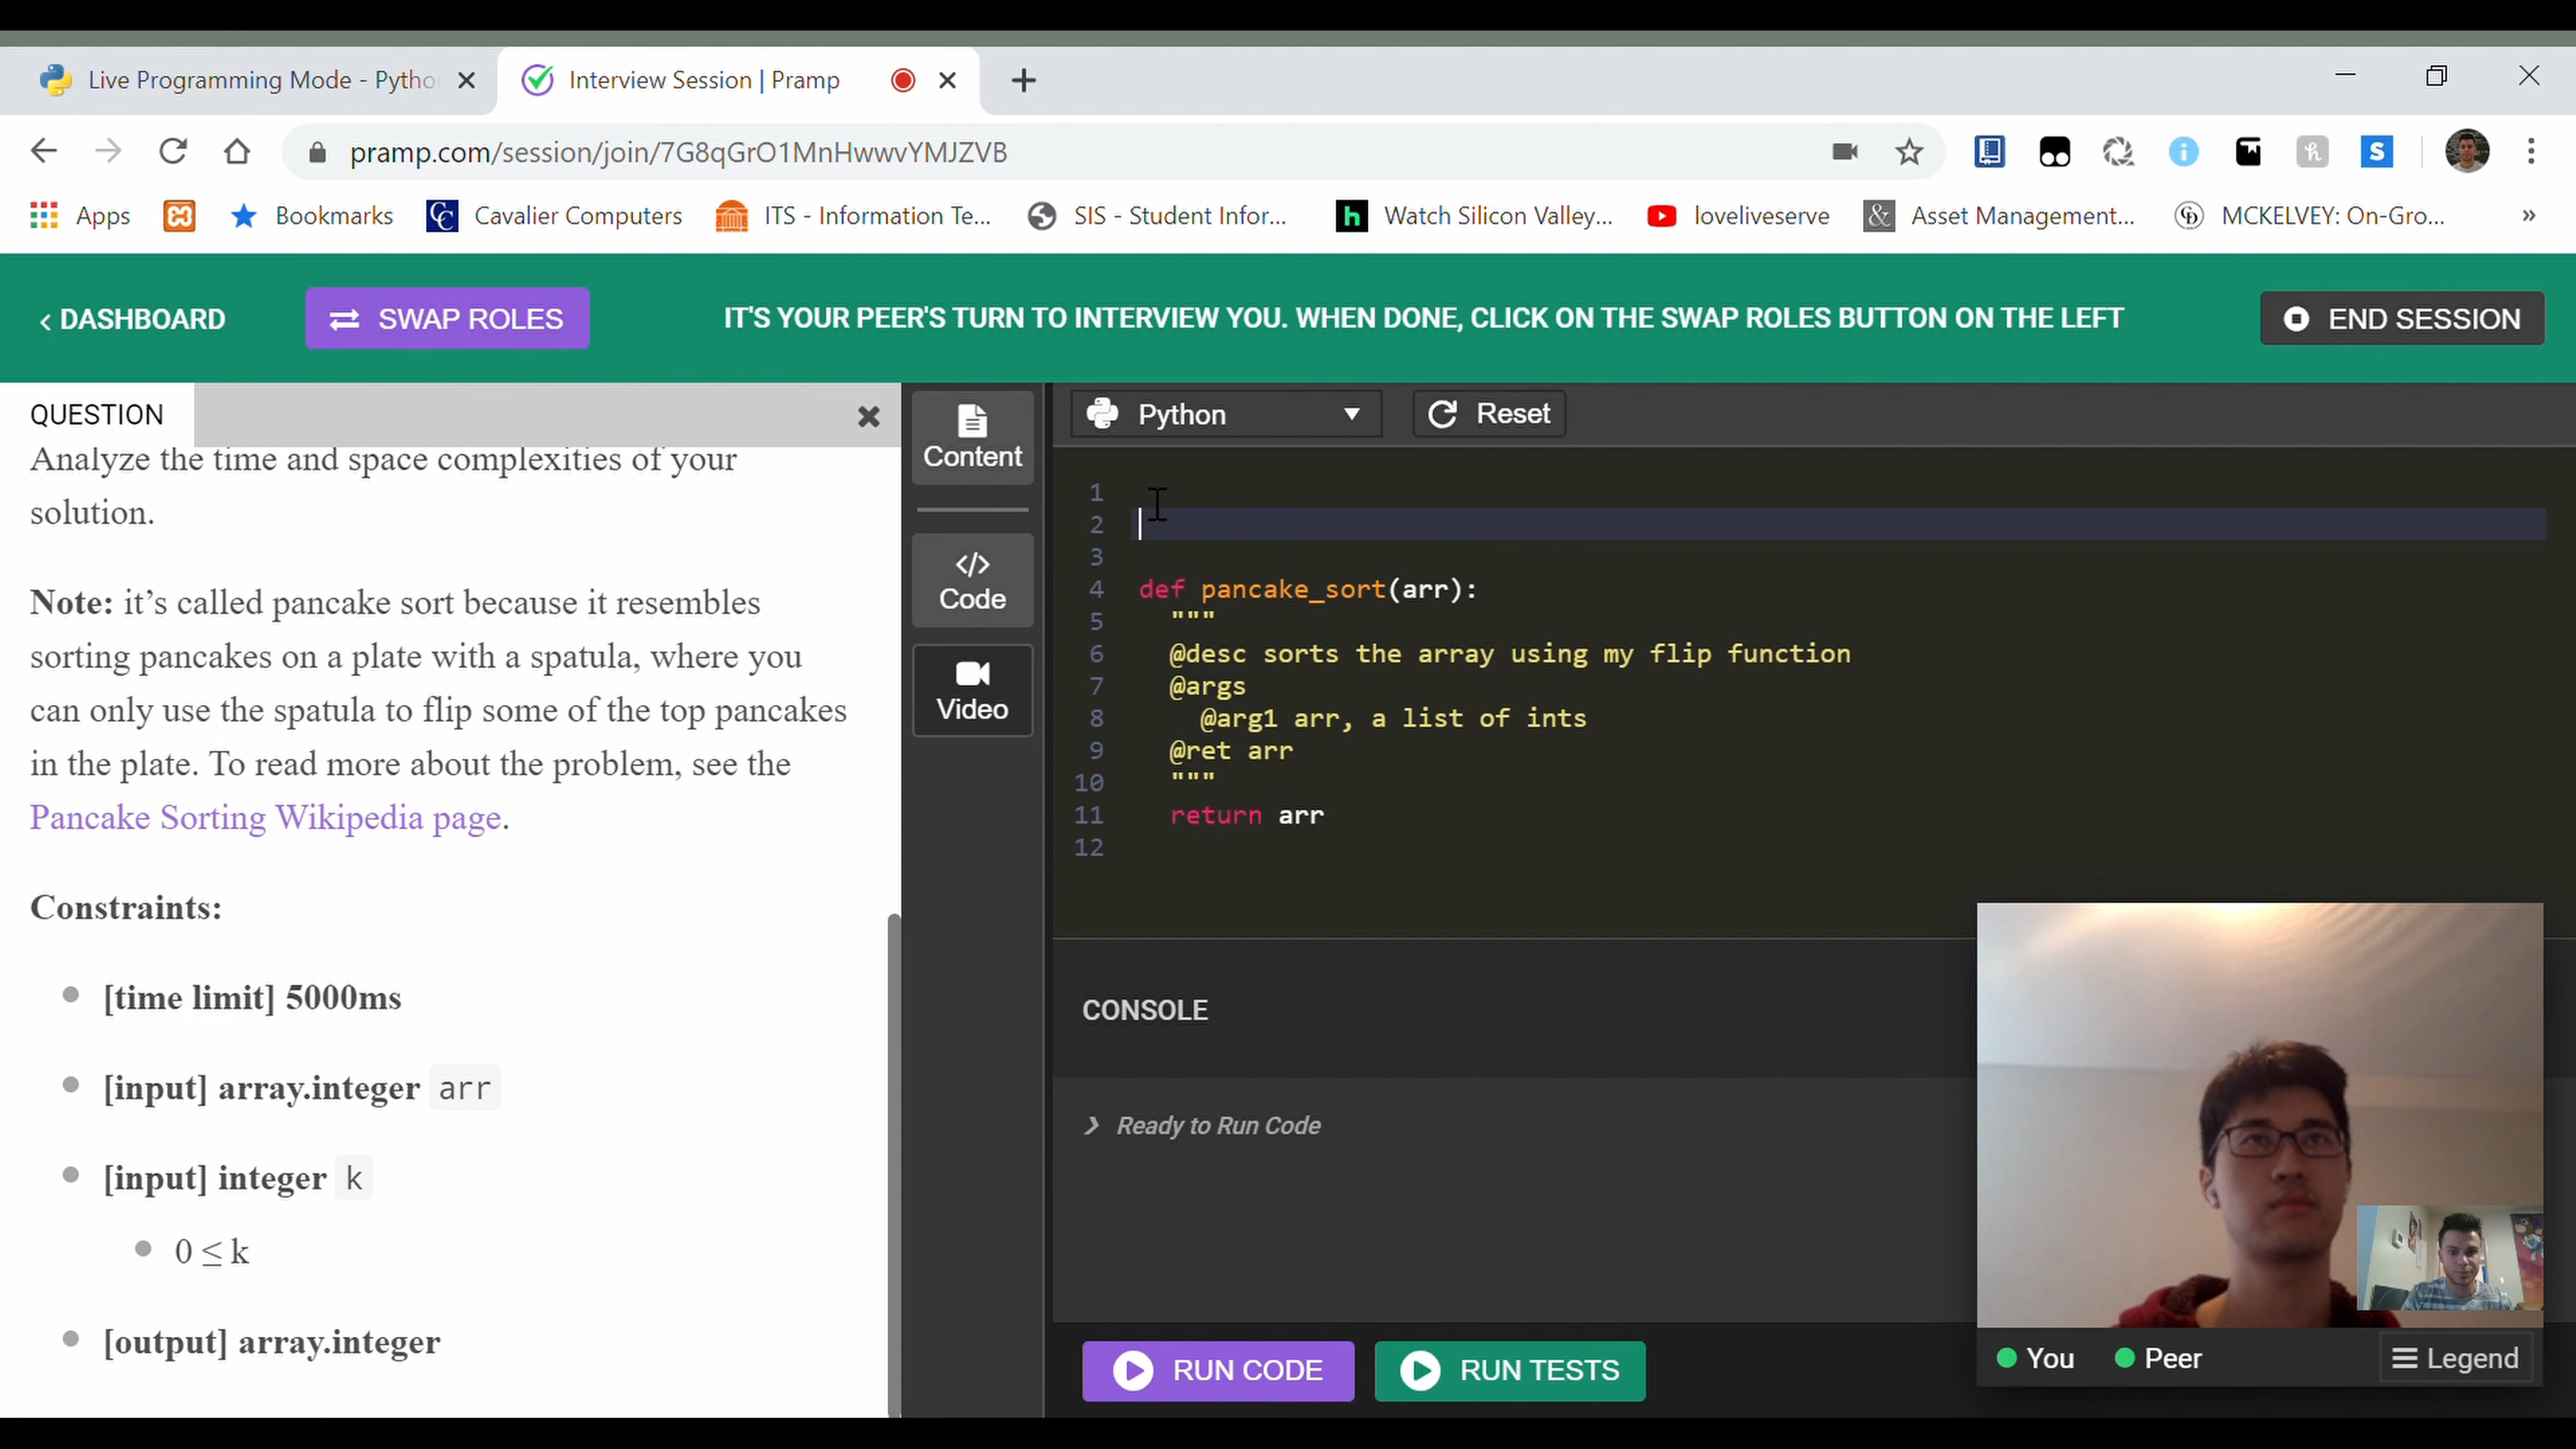 Live Programming Mode - Pytho
Interview Session | Pramp
pramp.com/session/join/7G8qGrO1MnHwwvYMJZVB
Apps
Bookmarks
CC Cavalier Computers
ITS - Information Te...
SIS - Student Infor...
h Watch Silicon Valley...
loveliveserve
& Asset Management...
MCKELVEY: On-Gro...
»
‹ DASHBOARD
SWAP ROLES
IT'S YOUR PEER'S TURN TO INTERVIEW YOU. WHEN DONE, CLICK ON THE SWAP ROLES BUTTON ON THE LEFT
END SESSION
QUESTION
Analyze the time and space complexities of your
solution.
Note: it’s called pancake sort because it resembles
sorting pancakes on a plate with a spatula, where you
can only use the spatula to flip some of the top pancakes
in the plate. To read more about the problem, see the
Pancake Sorting Wikipedia page.
Constraints:
[time limit] 5000ms
[input] array.integer arr
[input] integer k
0 ≤ k
[output] array.integer
Content
</> Code
Video
Python
Reset
1
2
3
4 def pancake_sort(arr):
5 """
6 @desc sorts the array using my flip function
7 @args
8 @arg1 arr, a list of ints
9 @ret arr
10 """
11 return arr
12
CONSOLE
› Ready to Run Code
RUN CODE
RUN TESTS
You
Peer
Legend